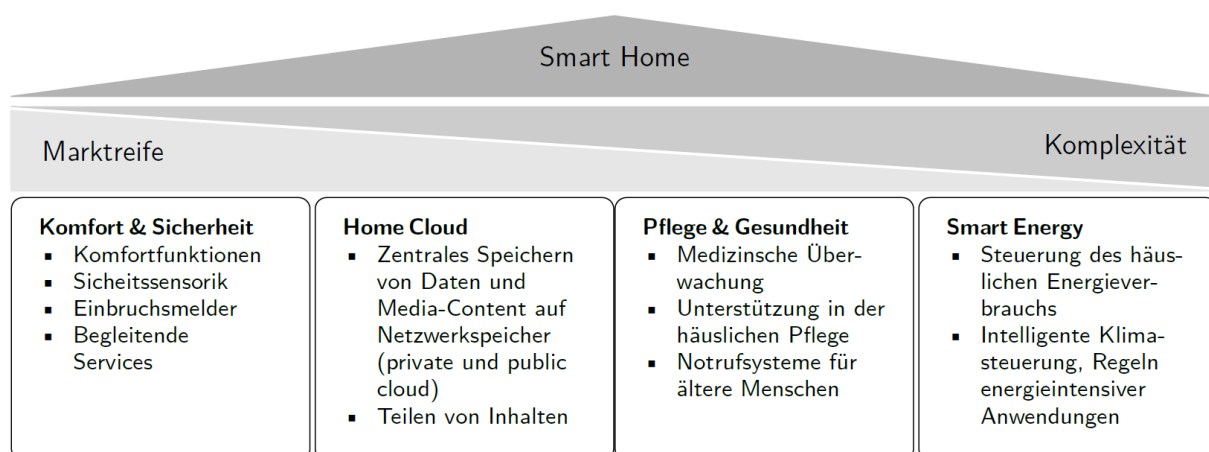 Smart Home
Marktreife
Komplexität
Komfort & Sicherheit
▪ Komfortfunktionen
▪ Sicheitssensorik
▪ Einbruchsmelder
▪ Begleitende
Services
Home Cloud
▪ Zentrales Speichern
von Daten und
Media-Content auf
Netzwerkspeicher
(private und public
cloud)
▪ Teilen von Inhalten
Pflege & Gesundheit
▪ Medizinsche Über-
wachung
▪ Unterstützung in der
häuslichen Pflege
▪ Notrufsysteme für
ältere Menschen
Smart Energy
▪ Steuerung des häus-
lichen Energiever-
brauchs
▪ Intelligente Klima-
steuerung, Regeln
energieintensiver
Anwendungen